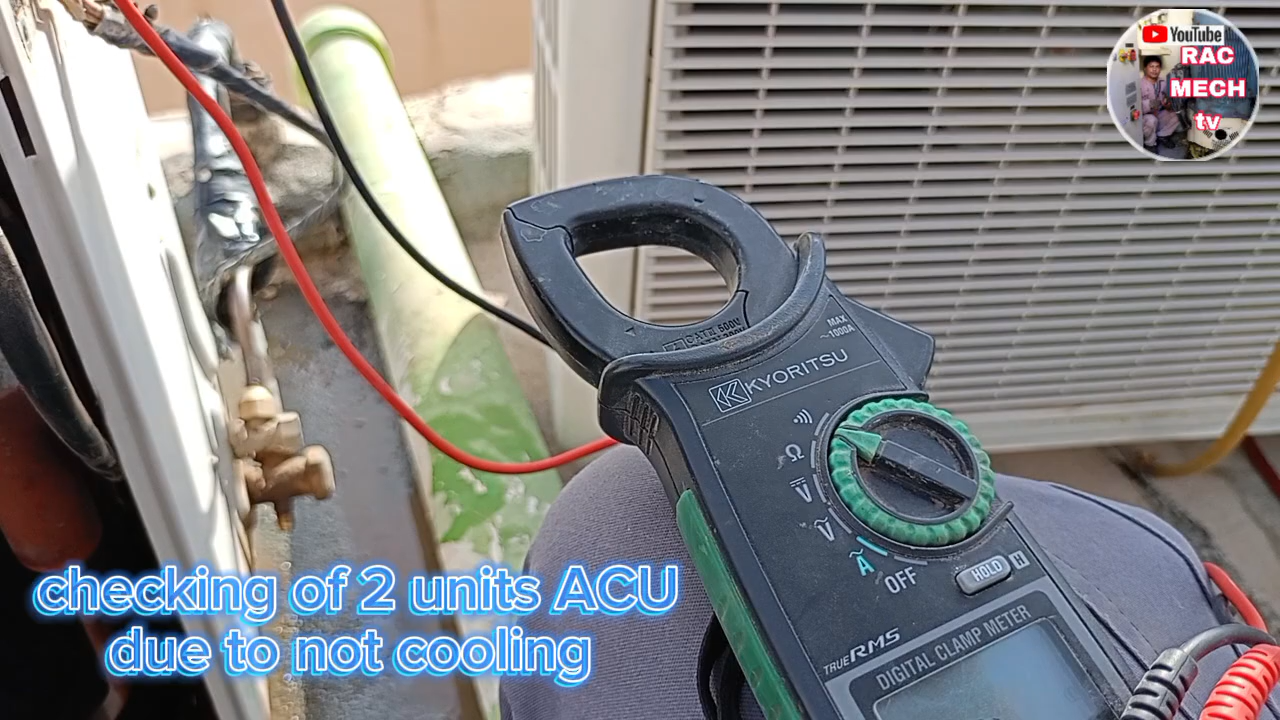 YouTube
RAC
MECH
tv
CAT Ⅲ 600V
MAX
~1000A
KYORITSU
Ω
V
V
A
OFF
HOLD H
TRUE RMS
DIGITAL CLAMP METER
checking of 2 units ACU
due to not cooling